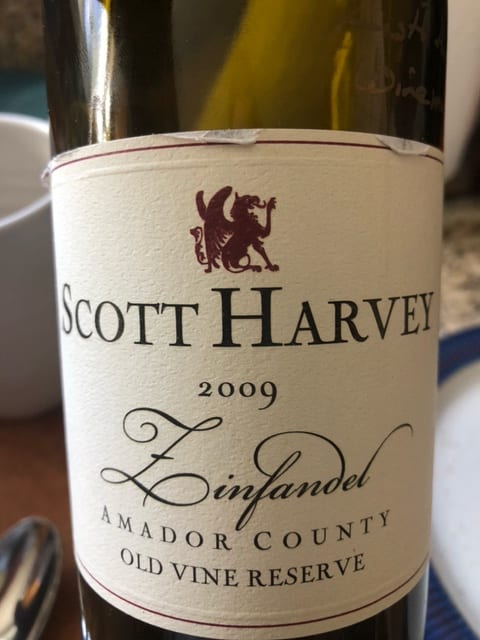 SCOTT HARVEY
2009
Zinfandel
AMADOR COUNTY
OLD VINE RESERVE